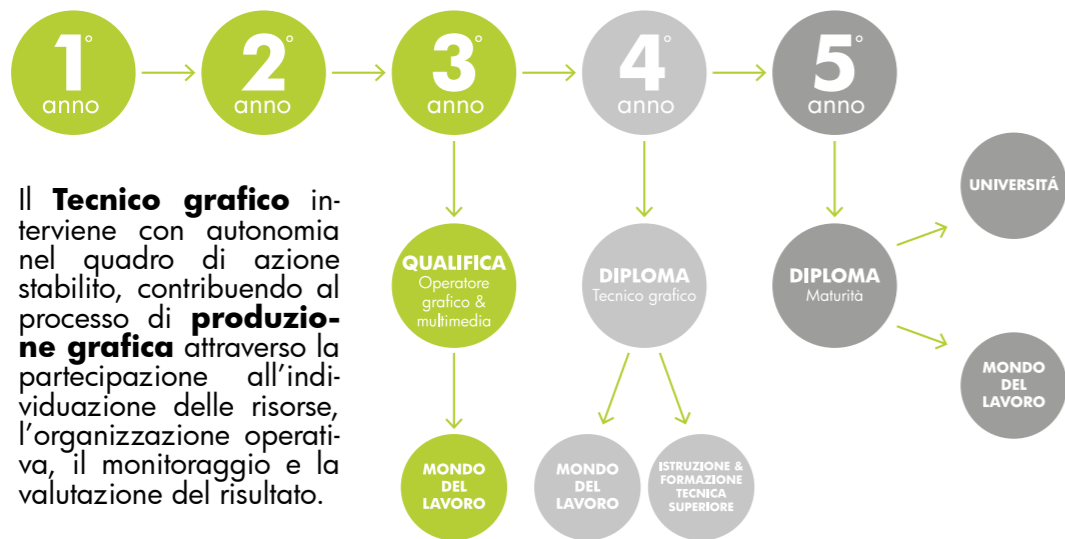 1°
anno
2°
anno
3°
anno
4°
anno
5°
anno
Il Tecnico grafico in-
terviene con autonomia
nel quadro di azione
stabilito, contribuendo al
processo di produzio-
ne grafica attraverso la
partecipazione all'indi-
viduazione delle risorse,
l'organizzazione operati-
va, il monitoraggio e la
valutazione del risultato.
QUALIFICA
Operatore
grafico &
multimedia
DIPLOMA
Tecnico grafico
DIPLOMA
Maturità
UNIVERSITÁ
MONDO
DEL
LAVORO
MONDO
DEL
LAVORO
MONDO
DEL
LAVORO
ISTRUZIONE &
FORMAZIONE
TECNICA
SUPERIORE